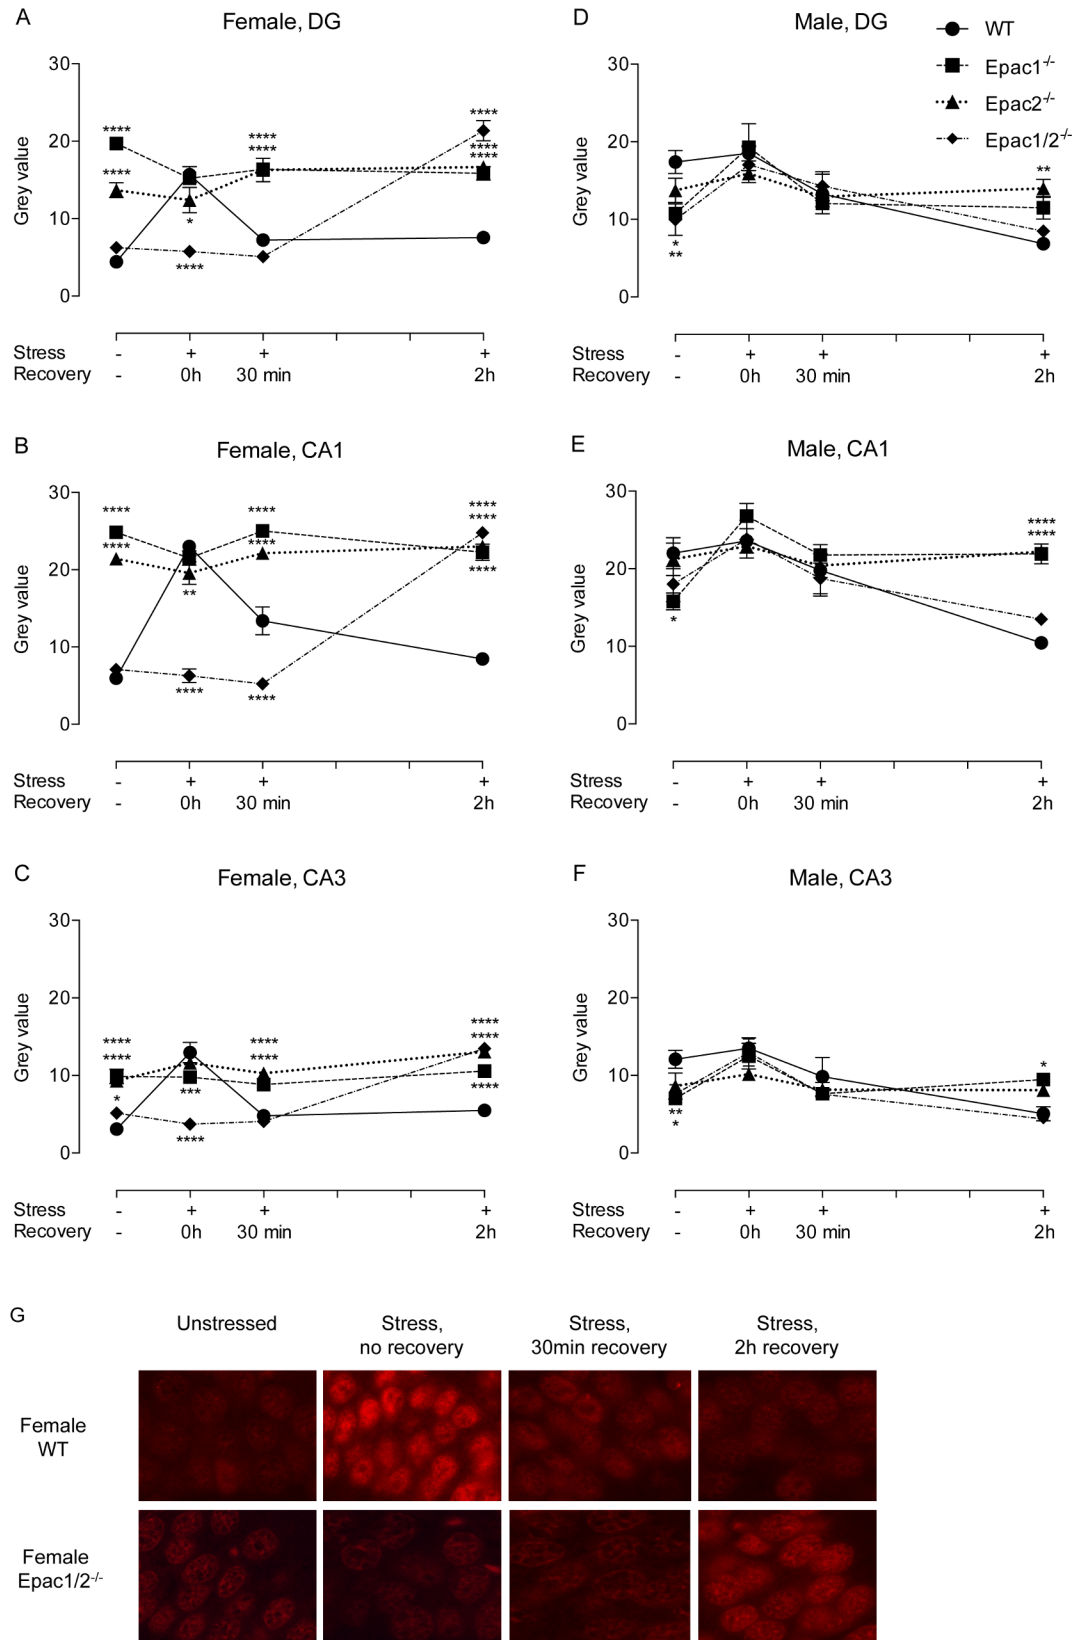 A
Female, DG
30
20
10
0
Grey value
**** **** **** **** **** **** **** * ****
Stress - + + +
Recovery - 0h 30 min 2h
D
Male, DG
WT
Epac1-/-
Epac2-/-
Epac1/2-/-
30
20
10
0
Grey value
* ** **
Stress - + + +
Recovery - 0h 30 min 2h
B
Female, CA1
30
20
10
0
Grey value
**** **** ** **** **** **** **** **** **** ****
Stress - + + +
Recovery - 0h 30 min 2h
E
Male, CA1
30
20
10
0
Grey value
* **** ****
Stress - + + +
Recovery - 0h 30 min 2h
C
Female, CA3
30
20
10
0
Grey value
**** **** * *** **** **** **** **** **** ****
Stress - + + +
Recovery - 0h 30 min 2h
F
Male, CA3
30
20
10
0
Grey value
** * *
Stress - + + +
Recovery - 0h 30 min 2h
G
Unstressed
Stress,
no recovery
Stress,
30min recovery
Stress,
2h recovery
Female
WT
Female
Epac1/2-/-